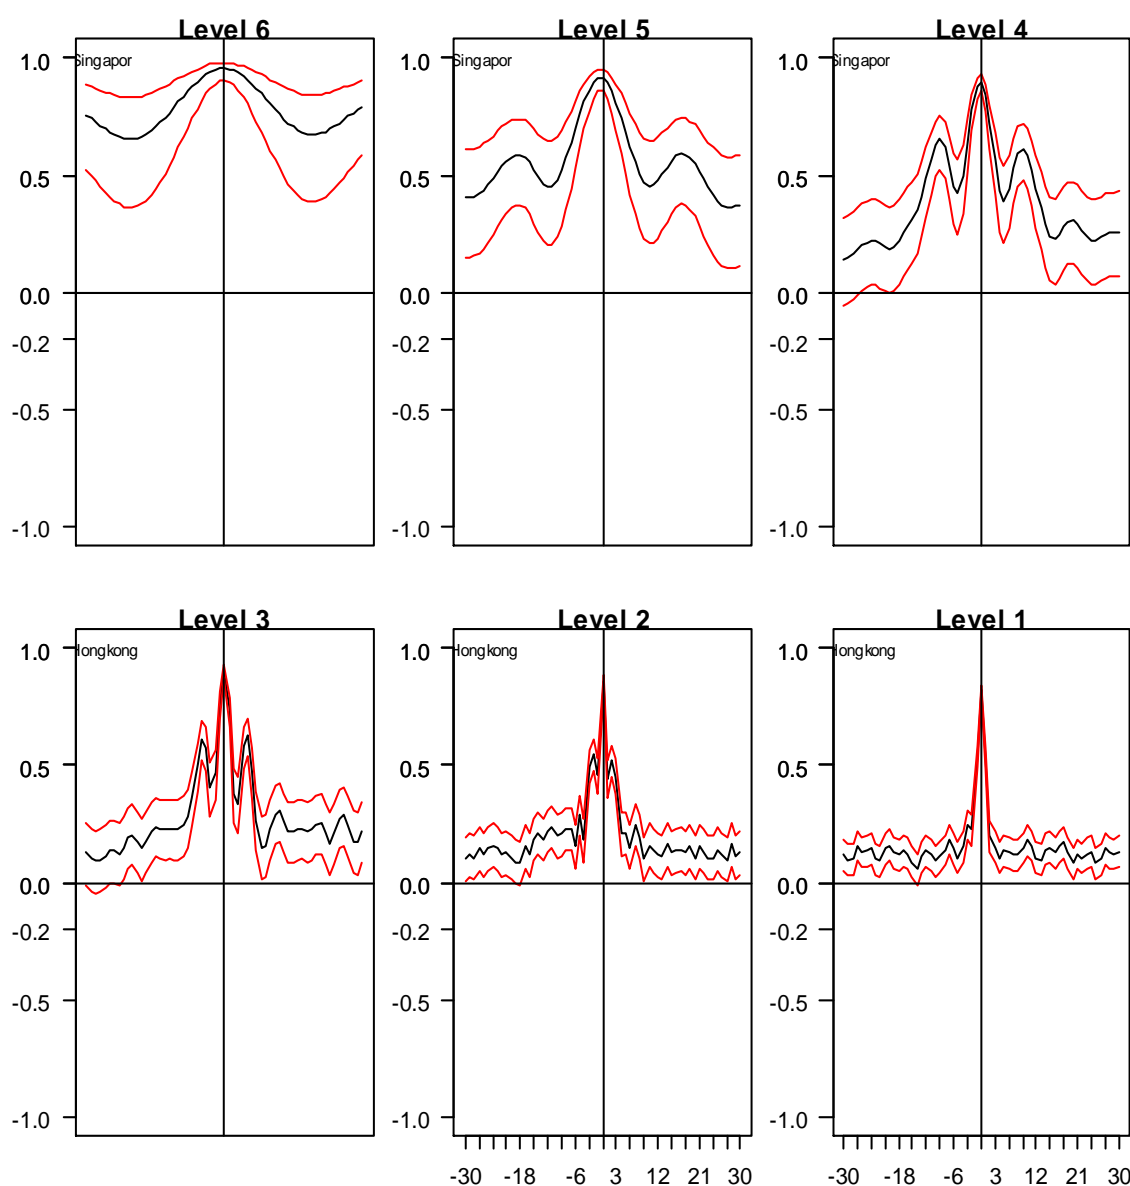 Level 6 Level 5 Level 4
1.0 Singapor 1.0 Singapor 1.0 Singapor
0.5 0.5 0.5
0.0 0.0 0.0
-0.2 -0.2 -0.2
-0.5 -0.5 -0.5
-1.0 -1.0 -1.0
Level 3 Level 2 Level 1
1.0 Hongkong 1.0 Hongkong 1.0 Hongkong
0.5 0.5 0.5
0.0 0.0 0.0
-0.2 -0.2 -0.2
-0.5 -0.5 -0.5
-1.0 -1.0 -1.0
-30 -18 -6 3 12 21 30 -30 -18 -6 3 12 21 30